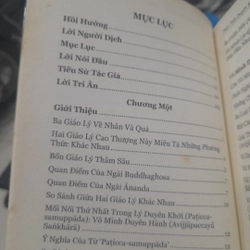 MỤC LỤC
Hồi Hướng
Lời Người Dịch
Mục Lục
Lời Nói Đầu
Tiểu Sử Tác Giả
Lời Tri Ân
Chương Một
Giới Thiệu
Ba Giáo Lý Về Nhân Và Quả
Hai Giáo Lý Cao Thượng Này Miêu Tả Những Phương
Thức Khác Nhau
Bốn Giáo Lý Thâm Sâu
Quan Điểm Của Ngài Buddhaghosa
Quan Điểm Của Ngài Ānanda
So Sánh Giữa Hai Giáo Lý Khác Nhau
Mối Nối Thứ Nhất Trong Lý Duyên Khởi (Paṭicca-
samuppāda): Vô Minh Duyên Hành (Avijjāpaccayā
Saṅkhārā)
Ý Nghĩa Của Từ 'Paṭicca-samuppāda'